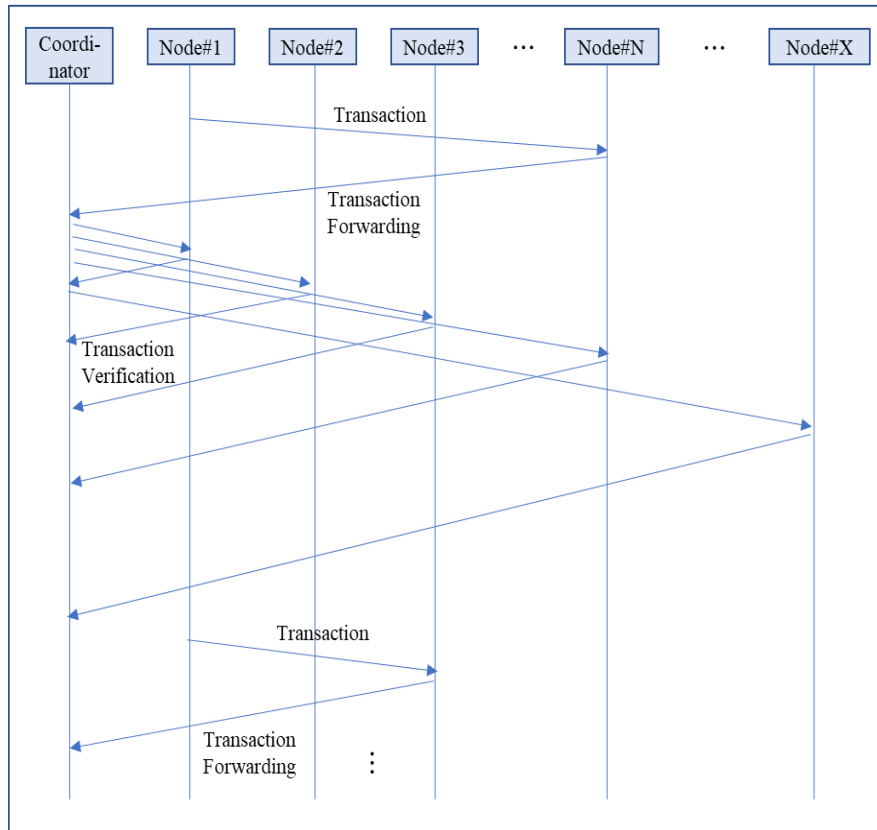 Coordi-
nator
Node#1
Node#2
Node#3
...
Node#N
...
Node#X
Transaction
Transaction
Forwarding
Transaction
Verification
Transaction
Transaction
Forwarding
⋮